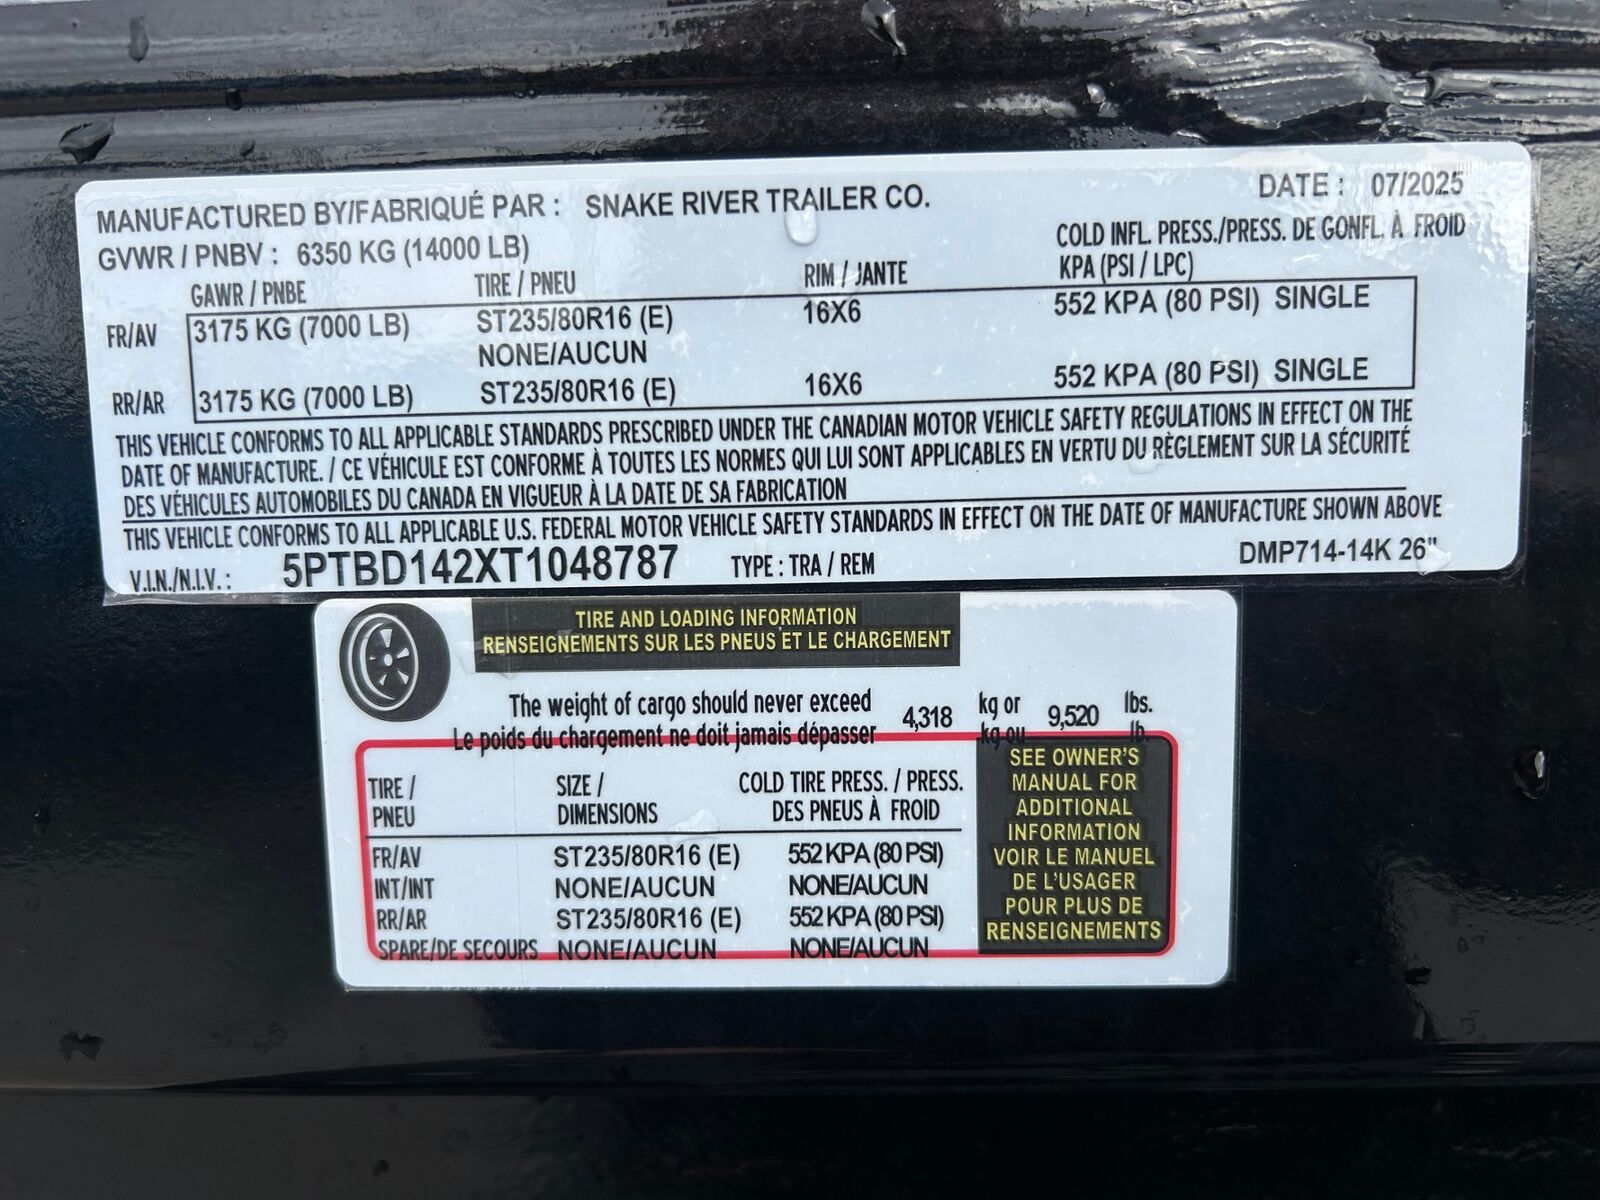 MANUFACTURED BY/FABRIQUÉ PAR : SNAKE RIVER TRAILER CO. DATE : 07/2025
GVWR / PNBV : 6350 KG (14000 LB) COLD INFL. PRESS./PRESS. DE GONFL. À FROID
GAWR / PNBE TIRE / PNEU RIM / JANTE KPA (PSI / LPC)
FR/AV 3175 KG (7000 LB) ST235/80R16 (E) 16X6 552 KPA (80 PSI) SINGLE
NONE/AUCUN
RR/AR 3175 KG (7000 LB) ST235/80R16 (E) 16X6 552 KPA (80 PSI) SINGLE
THIS VEHICLE CONFORMS TO ALL APPLICABLE STANDARDS PRESCRIBED UNDER THE CANADIAN MOTOR VEHICLE SAFETY REGULATIONS IN EFFECT ON THE
DATE OF MANUFACTURE. / CE VÉHICULE EST CONFORME À TOUTES LES NORMES QUI LUI SONT APPLICABLES EN VERTU DU RÈGLEMENT SUR LA SÉCURITÉ
DES VÉHICULES AUTOMOBILES DU CANADA EN VIGUEUR À LA DATE DE SA FABRICATION
THIS VEHICLE CONFORMS TO ALL APPLICABLE U.S. FEDERAL MOTOR VEHICLE SAFETY STANDARDS IN EFFECT ON THE DATE OF MANUFACTURE SHOWN ABOVE
V.I.N./N.I.V. : 5PTBD142XT1048787 TYPE : TRA / REM DMP714-14K 26"
TIRE AND LOADING INFORMATION
RENSEIGNEMENTS SUR LES PNEUS ET LE CHARGEMENT
The weight of cargo should never exceed 4,318 kg or 9,520 lbs.
Le poids du chargement ne doit jamais dépasser kg ou lb.
TIRE / SIZE / COLD TIRE PRESS. / PRESS.
PNEU DIMENSIONS DES PNEUS À FROID
FR/AV ST235/80R16 (E) 552 KPA (80 PSI)
INT/INT NONE/AUCUN NONE/AUCUN
RR/AR ST235/80R16 (E) 552 KPA (80 PSI)
SPARE/DE SECOURS NONE/AUCUN NONE/AUCUN
SEE OWNER'S
MANUAL FOR
ADDITIONAL
INFORMATION
VOIR LE MANUEL
DE L'USAGER
POUR PLUS DE
RENSEIGNEMENTS